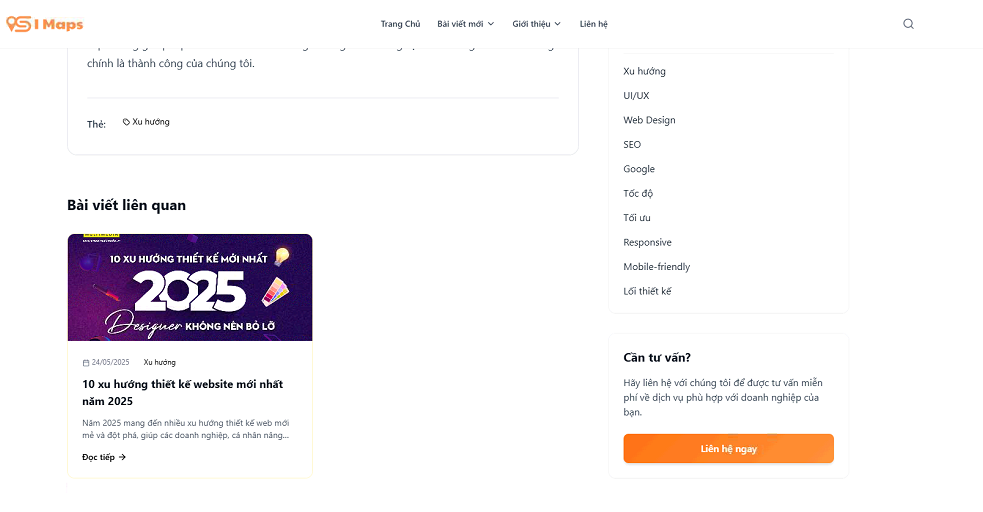 SI Maps
Trang Chủ
Bài viết mới
Giới thiệu
Liên hệ
chính là thành công của chúng tôi.
Thẻ:
Xu hướng
Bài viết liên quan
MULTIMEDIA
10 XU HƯỚNG THIẾT KẾ MỚI NHẤT
2025
Designer KHÔNG NÊN BỎ LỠ
24/05/2025
Xu hướng
10 xu hướng thiết kế website mới nhất
năm 2025
Năm 2025 mang đến nhiều xu hướng thiết kế web mới
mẻ và đột phá, giúp các doanh nghiệp, cá nhân nâng...
Đọc tiếp →
Xu hướng
UI/UX
Web Design
SEO
Google
Tốc độ
Tối ưu
Responsive
Mobile-friendly
Lối thiết kế
Cần tư vấn?
Hãy liên hệ với chúng tôi để được tư vấn miễn
phí về dịch vụ phù hợp với doanh nghiệp của
bạn.
Liên hệ ngay